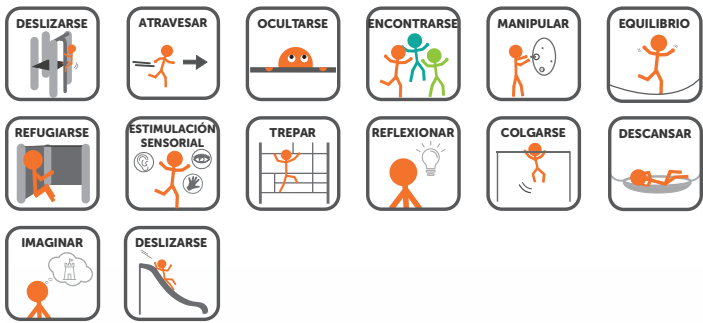 DESLIZARSE
ATRAVESAR
OCULTARSE
ENCONTRARSE
MANIPULAR
EQUILIBRIO
REFUGIARSE
ESTIMULACIÓN
SENSORIAL
TREPAR
REFLEXIONAR
COLGARSE
DESCANSAR
IMAGINAR
DESLIZARSE